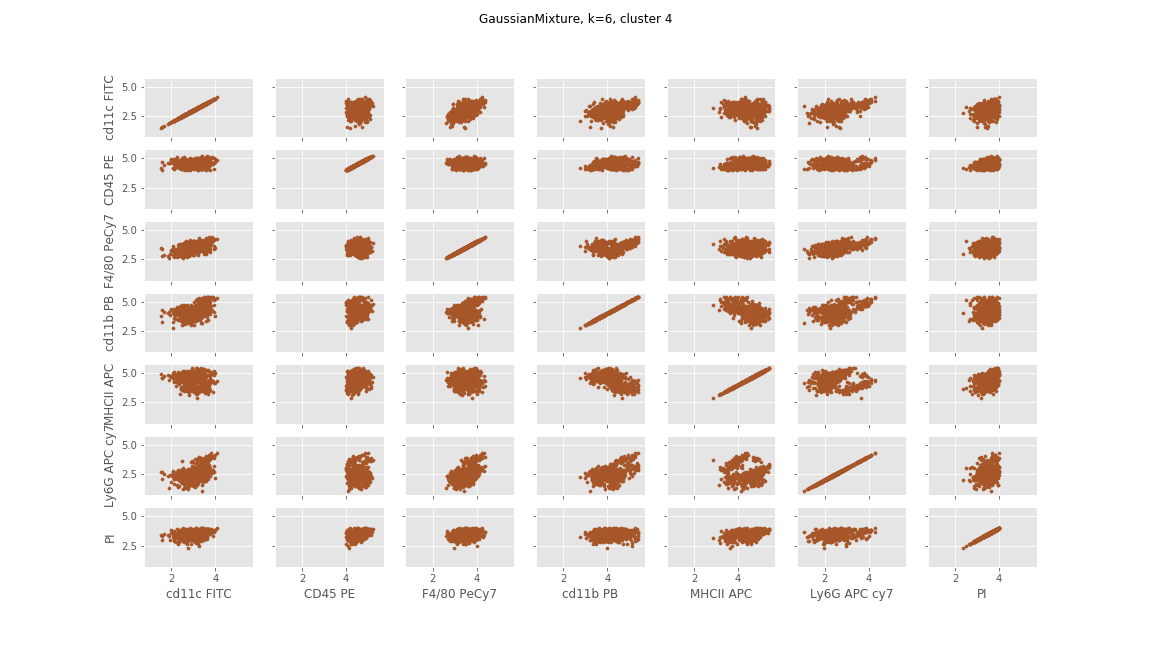 GaussianMixture, k=6, cluster 4
cd11c FITC
5.0
2.5
CD45 PE
5.0
2.5
F4/80 PeCy7
5.0
2.5
cd11b PB
5.0
2.5
MHCII APC
5.0
2.5
Ly6G APC cy7
5.0
2.5
PI
5.0
2.5
2 4 2 4 2 4 2 4 2 4 2 4 2 4
cd11c FITC CD45 PE F4/80 PeCy7 cd11b PB MHCII APC Ly6G APC cy7 PI